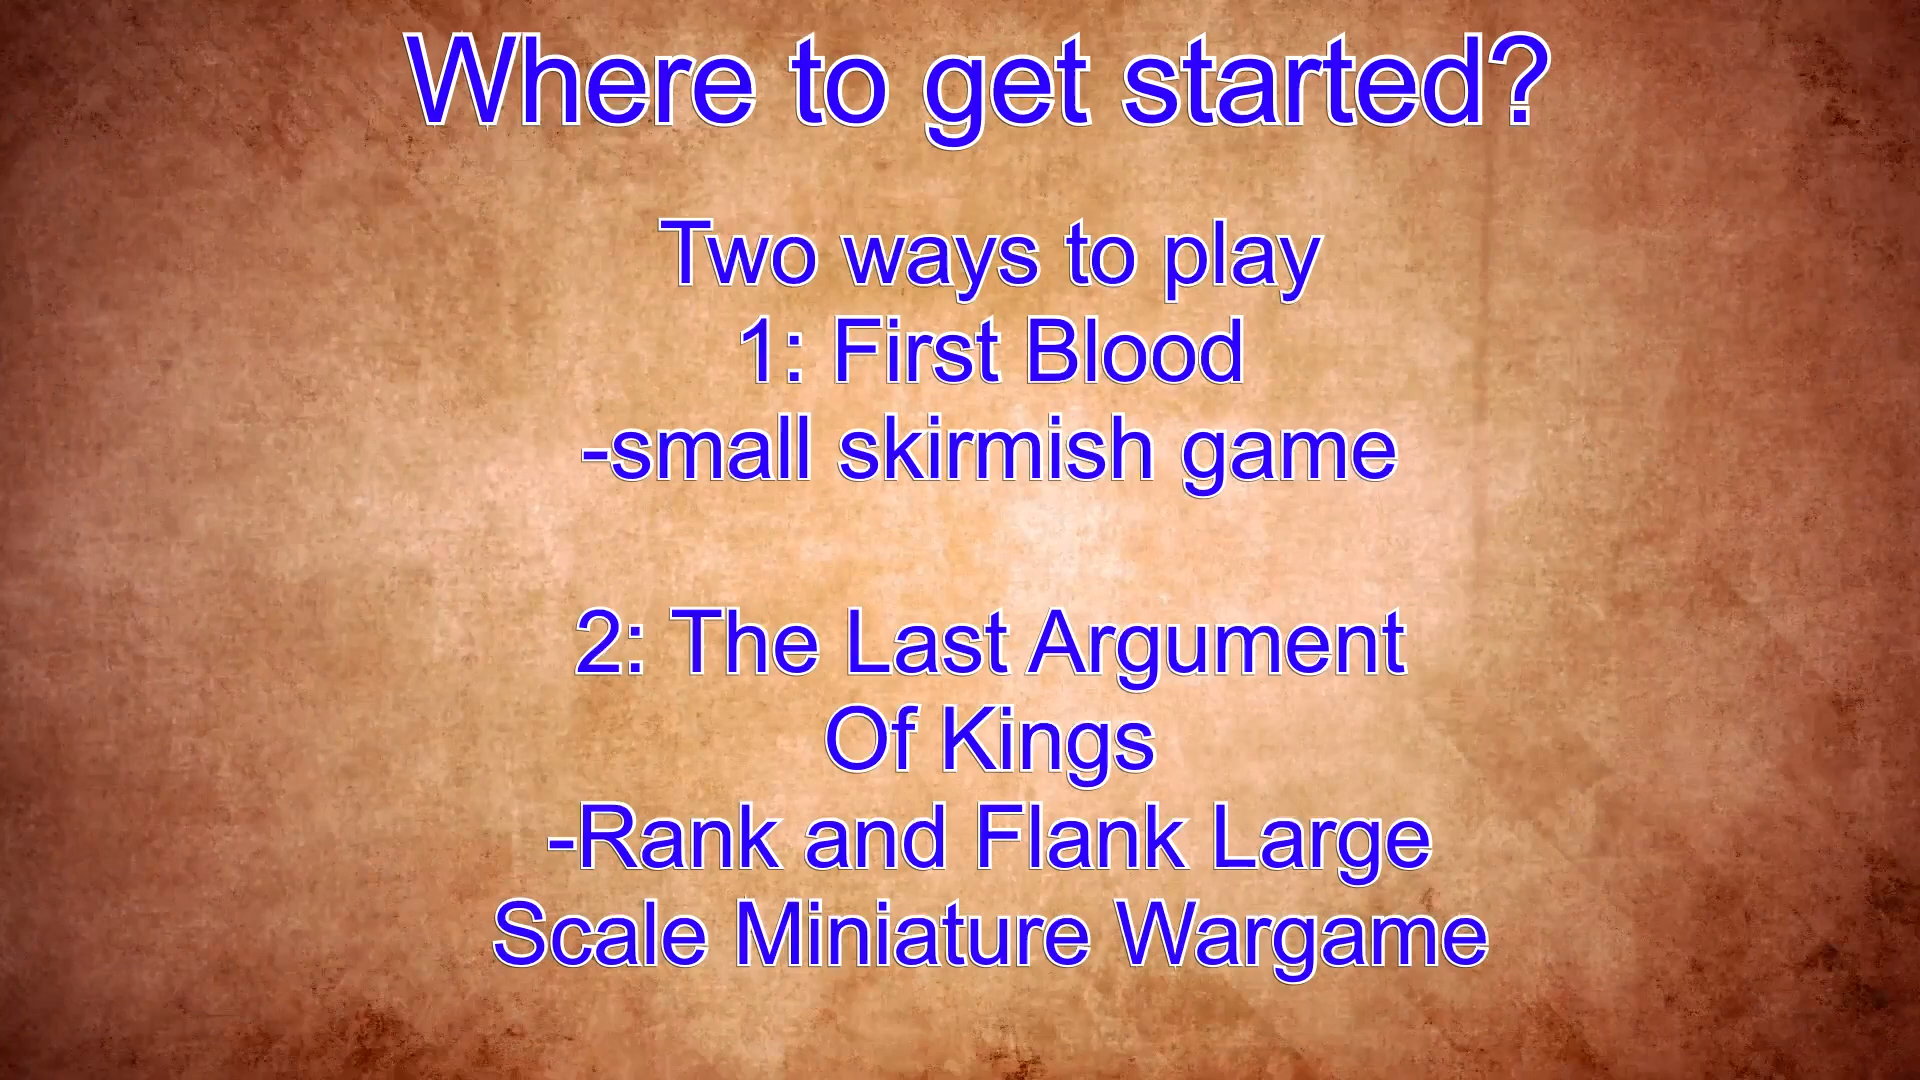 Where to get started?
Two ways to play
1: First Blood
-small skirmish game
2: The Last Argument
Of Kings
-Rank and Flank Large
Scale Miniature Wargame